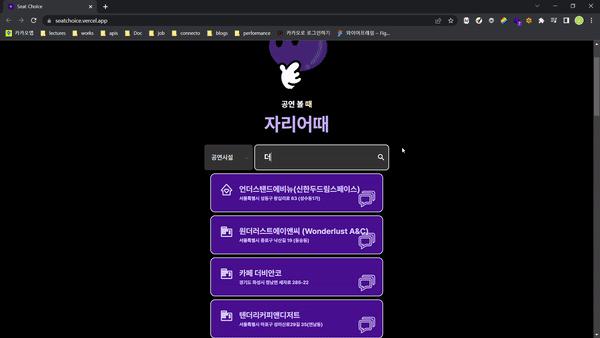 Seat Choice
seatchoice.vercel.app
카카오맵 lectures works apis Doc job connecto blogs performance 카카오로 로그인하기 와이어프레임 – Fig...
공연 볼 때
자리어때
공연시설
더
언더스탠드에비뉴(신한두드림스페이스)
서울특별시 성동구 왕십리로 63 (성수동1가)
원더러스트에이앤씨 (Wonderlust A&C)
서울특별시 종로구 낙산길 19 (동숭동)
카페 더비안코
경기도 화성시 정남면 세자로 286-22
텐더리커피앤디저트
서울특별시 마포구 성미산로29길 35(연남동)